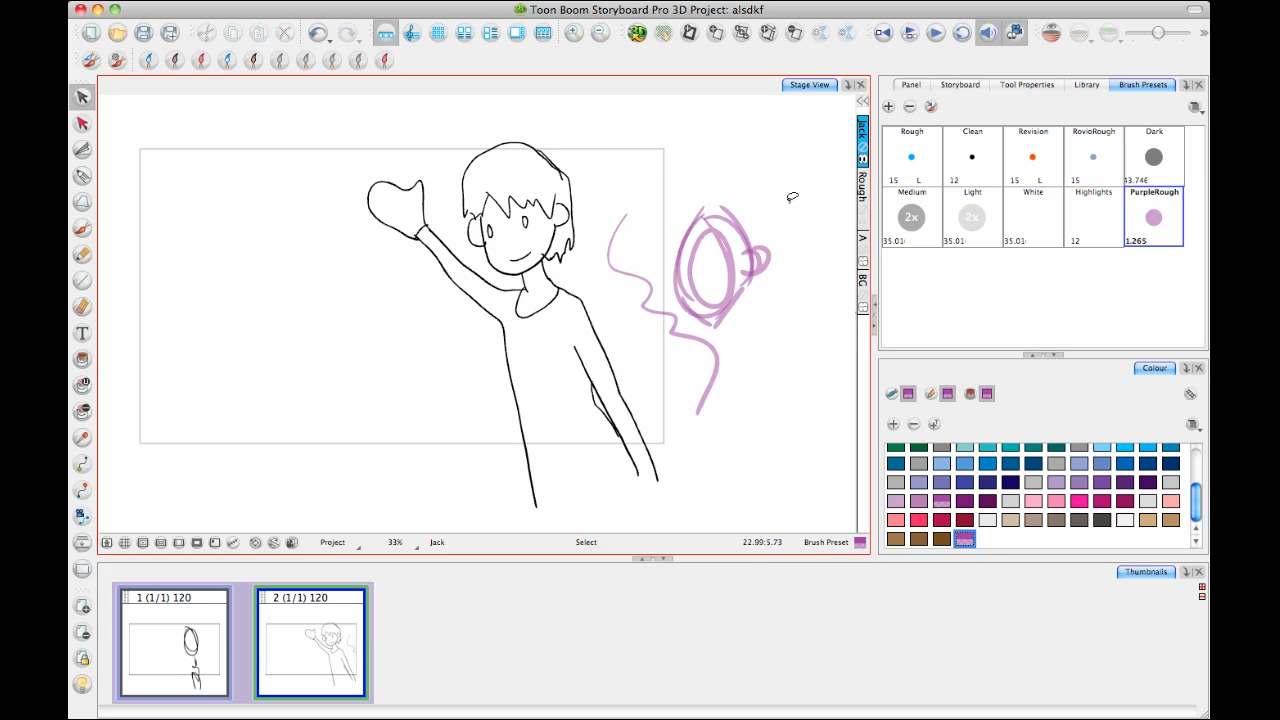 Toon Boom Storyboard Pro 3D Project: alsdkf
Stage View
Panel Storyboard Tool Properties Library Brush Presets
Rough Clean Revision RovioRough Dark
15 L 12 15 L 15
Medium Light White Highlights PurpleRough
2x 2x
12 1.265
Jack
Rough
A
BG
T
Colour
Project 33% Jack Select 22.99:5.73 Brush Preset
Thumbnails
1 (1/1) 120 2 (1/1) 120